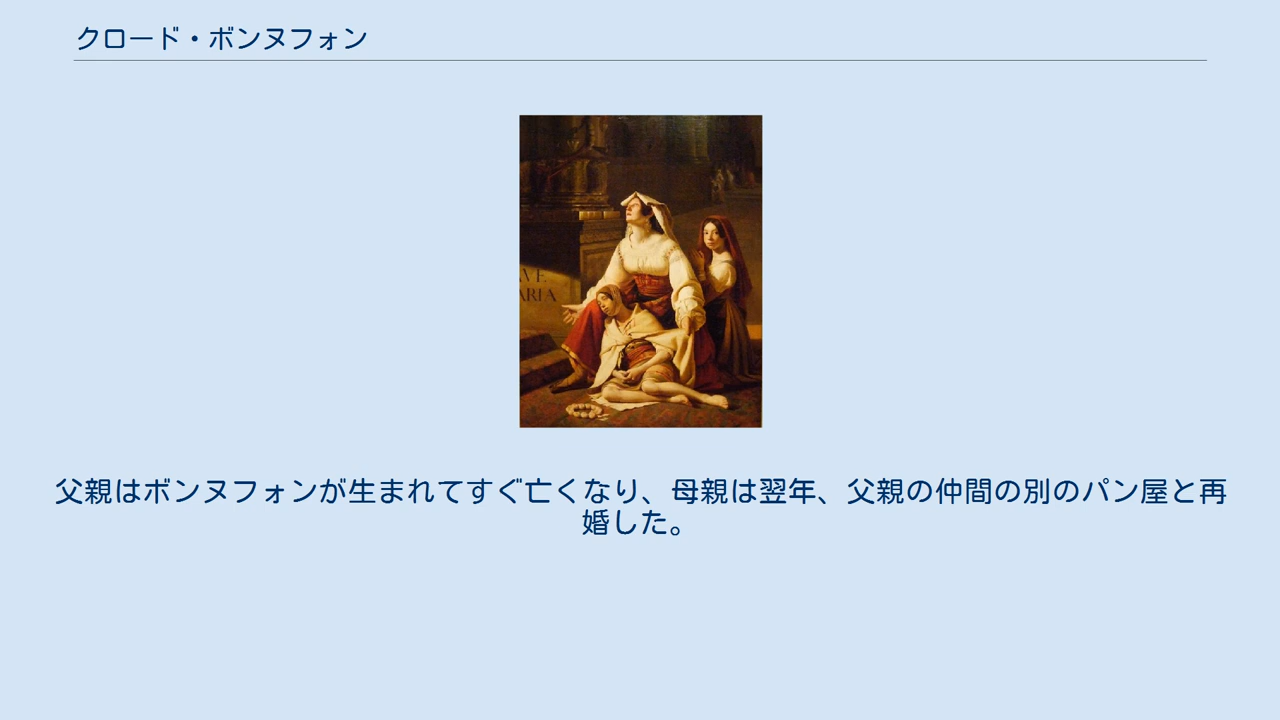 クロード・ボンヌフォン
VE
ARIA
父親はボンヌフォンが生まれてすぐ亡くなり、母親は翌年、父親の仲間の別のパン屋と再
婚した。